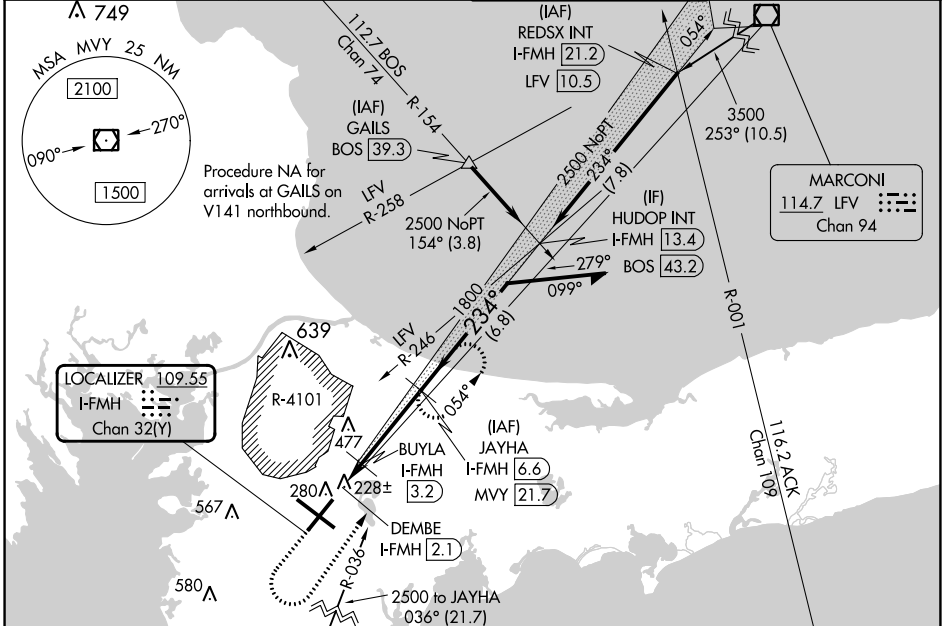 749
MSA MVY 25 NM
2100
090°
270°
1500
Procedure NA for
arrivals at GAILS on
V141 northbound.
112.7 BOS
Chan 74
R-154
(IAF)
GAILS
BOS 39.3
LFV
R-258
2500 NoPT
154° (3.8)
(IAF)
REDSX INT
I-FMH 21.2
LFV 10.5
054°
3500
253° (10.5)
2500 NoPT
234°
(7.8)
MARCONI
114.7 LFV
Chan 94
(IF)
HUDOP INT
I-FMH 13.4
BOS 43.2
279°
099°
1800
234°
(6.8)
LFV
R-246
054°
R-001
116.2 ACK
Chan 109
639
R-4101
477
LOCALIZER 109.55
I-FMH
Chan 32(Y)
BUYLA
I-FMH
3.2
(IAF)
JAYHA
I-FMH 6.6
MVY 21.7
280
228±
567
DEMBE
I-FMH 2.1
580
R-036
2500 to JAYHA
036° (21.7)